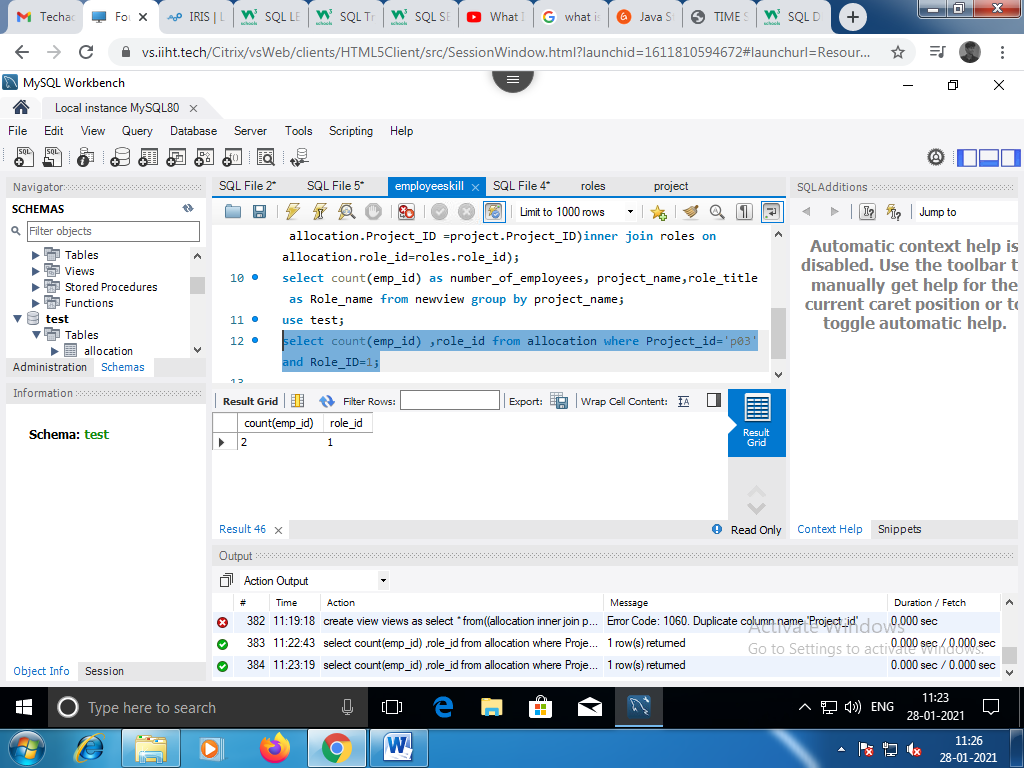 Techac
Fou
IRIS | L
SQL LE
SQL Tr
SQL SE
What I
what is
Java St
TIME S
SQL D
vs.iiht.tech/Citrix/vsWeb/clients/HTML5Client/src/SessionWindow.html?launchid=1611810594672#launchurl=Resour...
MySQL Workbench
Local instance MySQL80
File Edit View Query Database Server Tools Scripting Help
Navigator
SCHEMAS
Filter objects
Tables
Views
Stored Procedures
Functions
test
Tables
allocation
Administration Schemas
Information
Schema: test
Object Info Session
SQL File 2* SQL File 5* employeeskill SQL File 4* roles project
Limit to 1000 rows
allocation.Project_ID =project.Project_ID)inner join roles on
allocation.role_id=roles.role_id);
10 select count(emp_id) as number_of_employees, project_name,role_title
as Role_name from newview group by project_name;
11 use test;
12 select count(emp_id) ,role_id from allocation where Project_id='p03'
and Role_ID=1;
13
Result Grid Filter Rows: Export: Wrap Cell Content:
count(emp_id) role_id
2 1
Result Grid
Result 46
Read Only
SQLAdditions
Jump to
Automatic context help is
disabled. Use the toolbar t
manually get help for the
current caret position or to
toggle automatic help.
Context Help Snippets
Output
Action Output
# Time Action Message Duration / Fetch
382 11:19:18 create view views as select * from((allocation inner join p... Error Code: 1060. Duplicate column name 'Project_id' 0.000 sec
383 11:22:43 select count(emp_id) ,role_id from allocation where Proje... 1 row(s) returned 0.000 sec / 0.000 sec
384 11:23:19 select count(emp_id) ,role_id from allocation where Proje... 1 row(s) returned 0.000 sec / 0.000 sec
Activate Windows
Go to Settings to activate Windows.
Type here to search
ENG
11:23
28-01-2021
11:26
28-01-2021